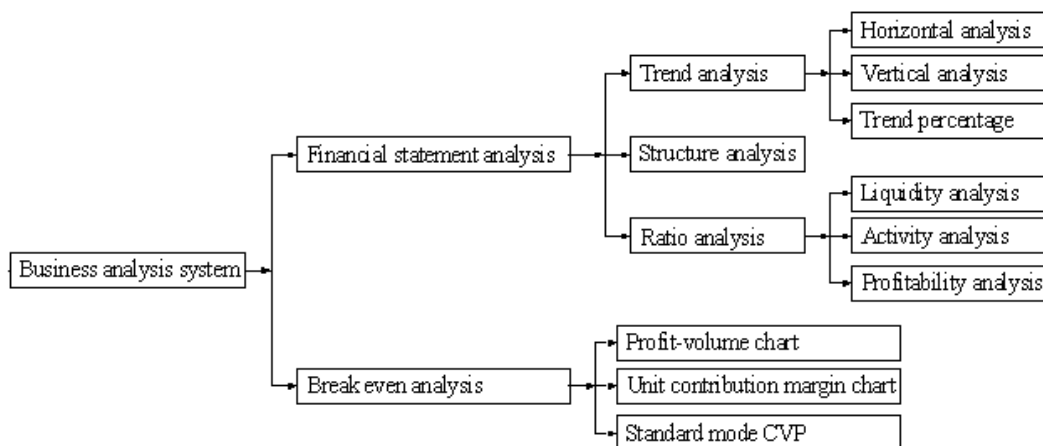 Horizontal analysis
Trend analysis
Vertical analysis
Trend percentage
Financial statement analysis
Structure analysis
Liquidity analysis
Ratio analysis
Activity analysis
Business analysis system
Profitability analysis
Profit-volume chart
Break even analysis
Unit contribution margin chart
Standard mode CVP